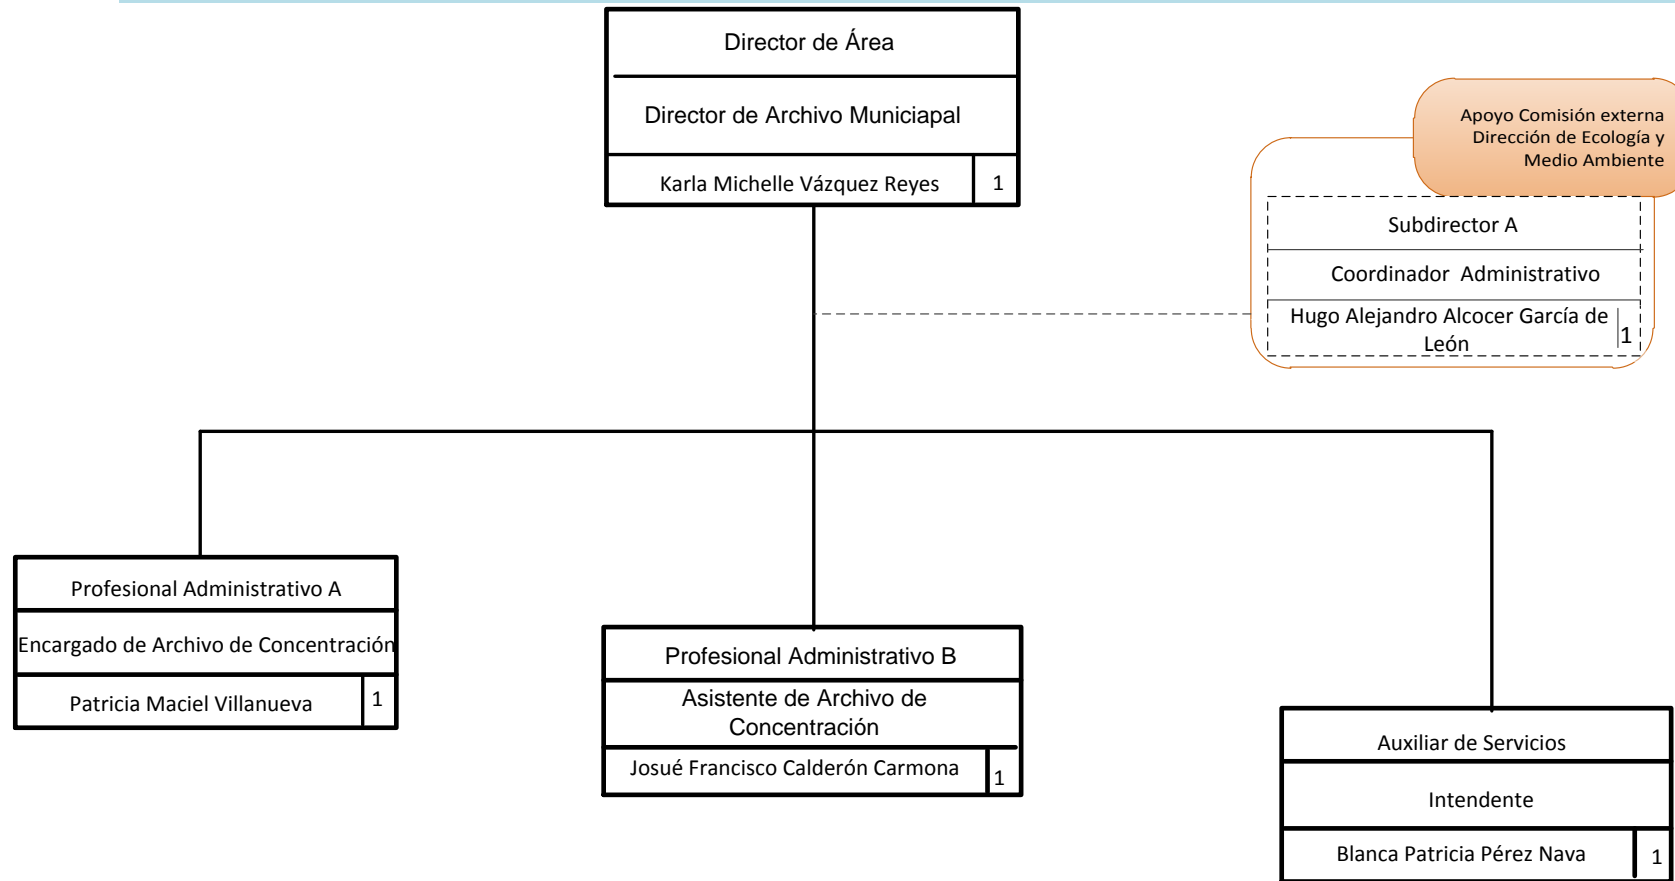 Director de Área
Director de Archivo Municiapal
Karla Michelle Vázquez Reyes 1
Apoyo Comisión externa
Dirección de Ecología y
Medio Ambiente
Subdirector A
Coordinador Administrativo
Hugo Alejandro Alcocer García de
León 1
Profesional Administrativo A
Encargado de Archivo de Concentración
Patricia Maciel Villanueva 1
Profesional Administrativo B
Asistente de Archivo de
Concentración
Josué Francisco Calderón Carmona 1
Auxiliar de Servicios
Intendente
Blanca Patricia Pérez Nava 1